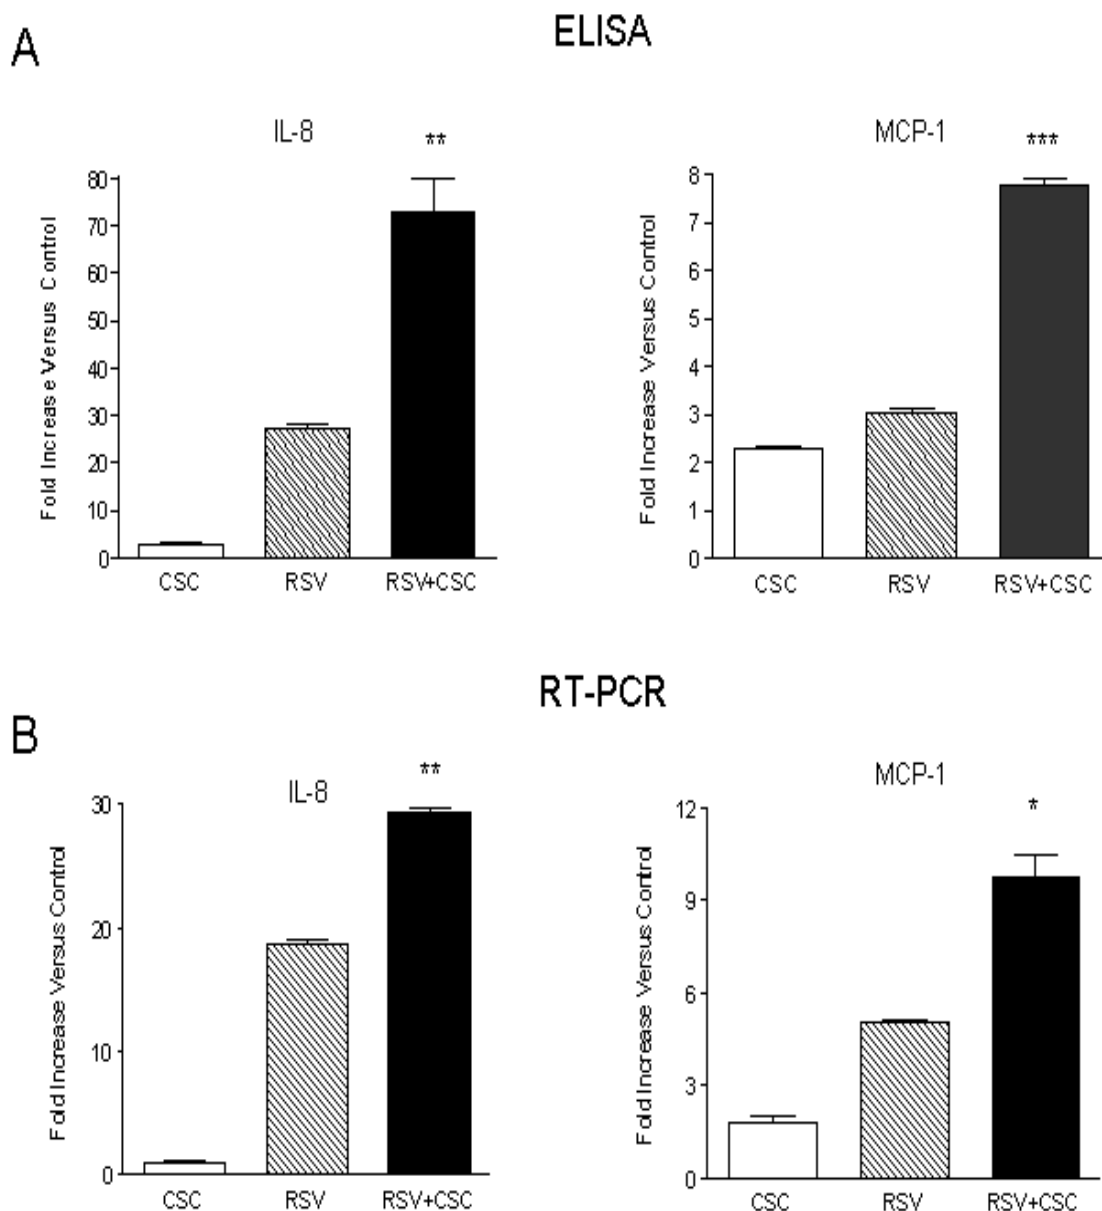 A
ELISA
IL-8
**
Fold Increase Versus Control
80
70
60
50
40
30
20
10
0
CSC RSV RSV+CSC
MCP-1
***
Fold Increase Versus Control
8
7
6
5
4
3
2
1
0
CSC RSV RSV+CSC
RT-PCR
B
IL-8
**
Fold Increase Versus Control
30
20
10
0
CSC RSV RSV+CSC
MCP-1
*
Fold Increase Versus Control
12
9
6
3
0
CSC RSV RSV+CSC